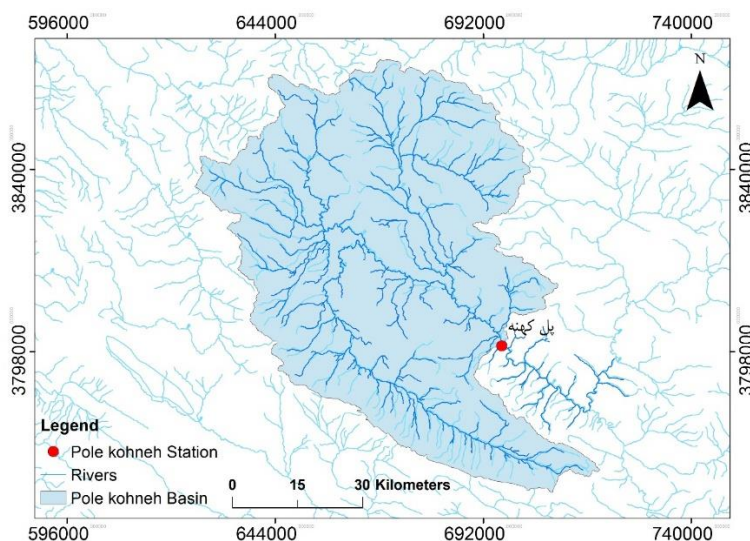 596000 644000 692000 740000
N
3840000 3840000
پل کهنه
3798000 3798000
Legend
Pole kohneh Station
Rivers
Pole kohneh Basin
0 15 30 Kilometers
596000 644000 692000 740000